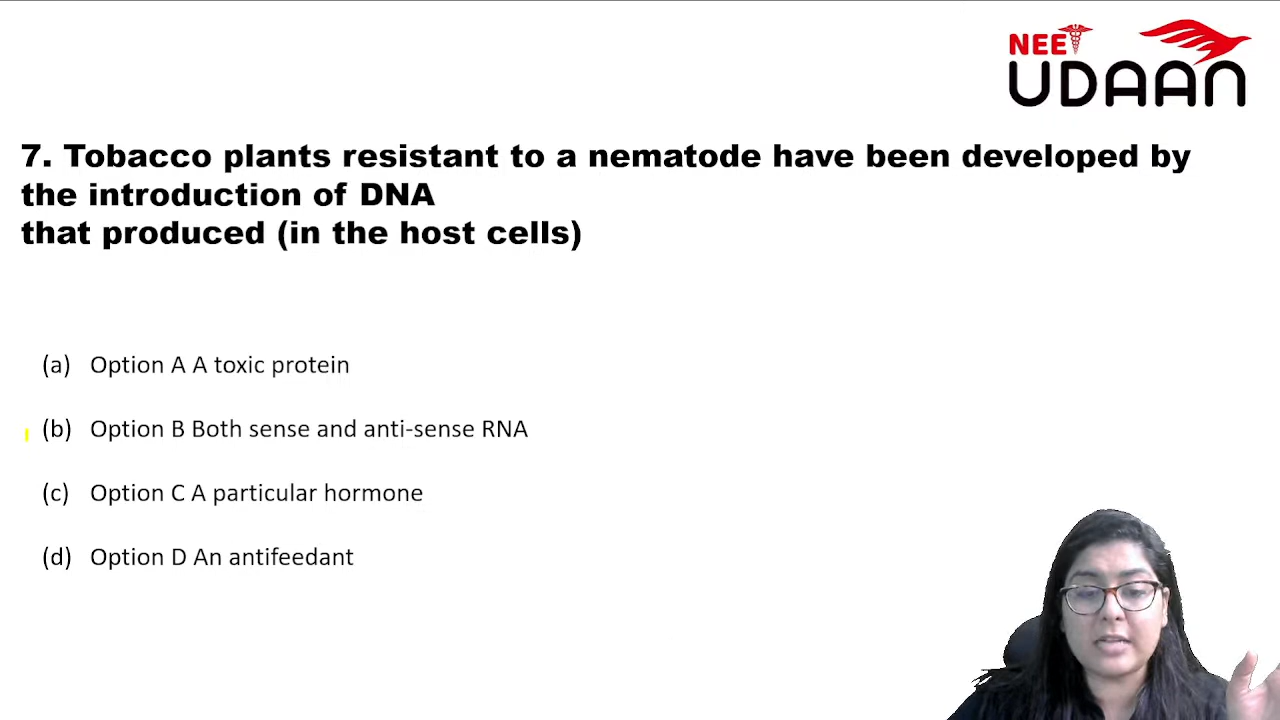 NEET
UDAAN
7. Tobacco plants resistant to a nematode have been developed by
the introduction of DNA
that produced (in the host cells)
(a) Option A A toxic protein
(b) Option B Both sense and anti-sense RNA
(c) Option C A particular hormone
(d) Option D An antifeedant